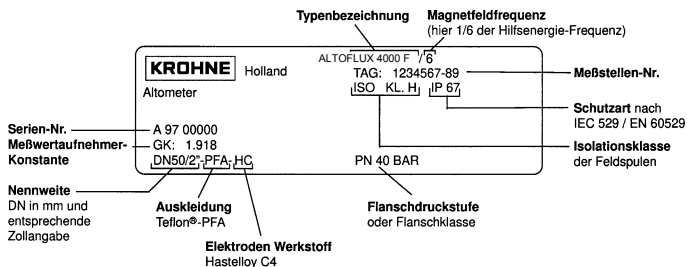 Typenbezeichnung
Magnetfeldfrequenz
(hier 1/6 der Hilfsenergie-Frequenz)
ALTOFLUX 4000 F / 6
KROHNE Holland
TAG: 1234567-89
Meßstellen-Nr.
Altometer
ISO KL. H IP 67
Schutzart nach
IEC 529 / EN 60529
Serien-Nr.
A 97 00000
Meßwertaufnehmer-
Konstante
GK: 1.918
Isolationsklasse
der Feldspulen
DN50/2"-PFA-HC
PN 40 BAR
Nennweite
DN in mm und
entsprechende
Zollangabe
Auskleidung
Teflon®-PFA
Flanschdruckstufe
oder Flanschklasse
Elektroden Werkstoff
Hastelloy C4